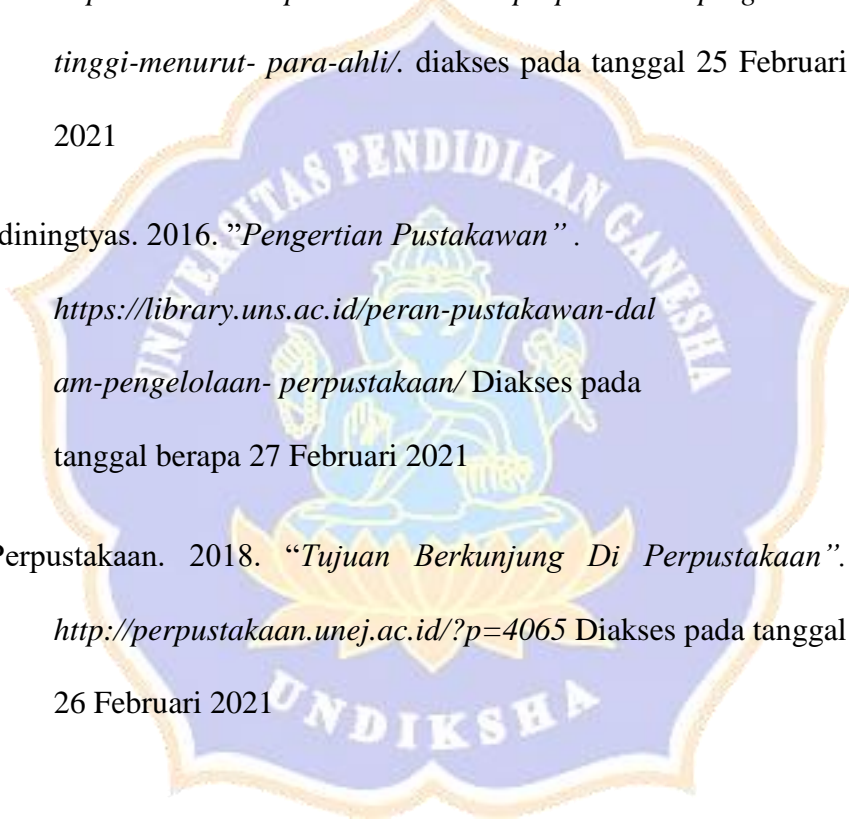 tinggi-menurut- para-ahli/. diakses pada tanggal 25 Februari
2021
UNIVERSITAS PENDIDIKAN GANESHA
diningtyas. 2016. ”Pengertian Pustakawan” .
https://library.uns.ac.id/peran-pustakawan-dal
am-pengelolaan- perpustakaan/ Diakses pada
tanggal berapa 27 Februari 2021
Perpustakaan. 2018. “Tujuan Berkunjung Di Perpustakaan”.
http://perpustakaan.unej.ac.id/?p=4065 Diakses pada tanggal
26 Februari 2021
UNDIKSHA